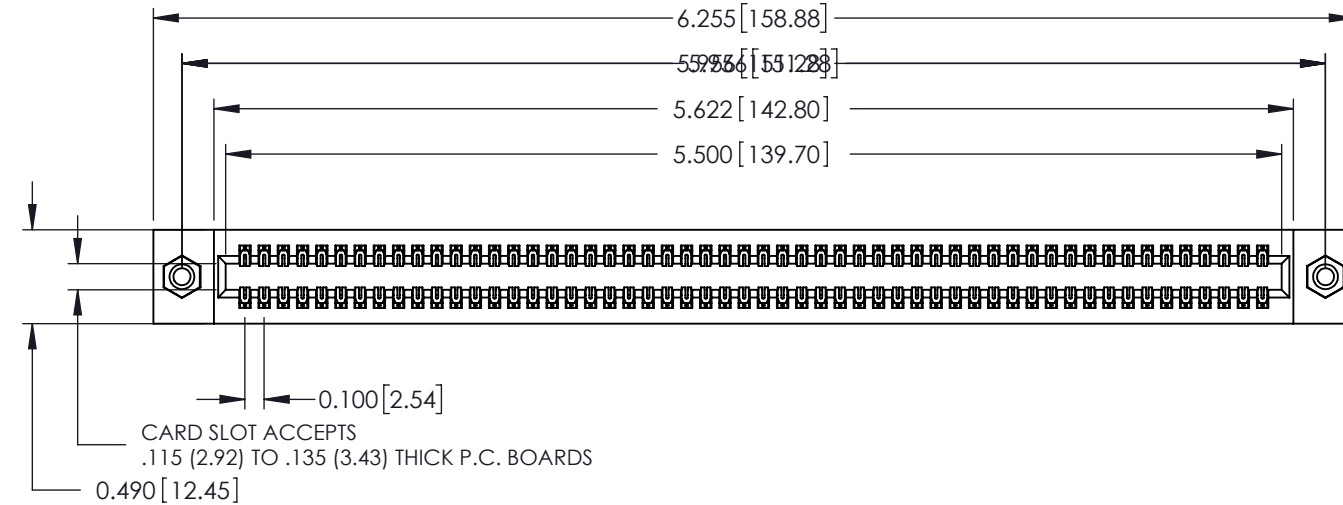 6.255[158.88]
5.622[142.80]
5.500[139.70]
0.100[2.54]
CARD SLOT ACCEPTS
.115 (2.92) TO .135 (3.43) THICK P.C. BOARDS
0.490[12.45]